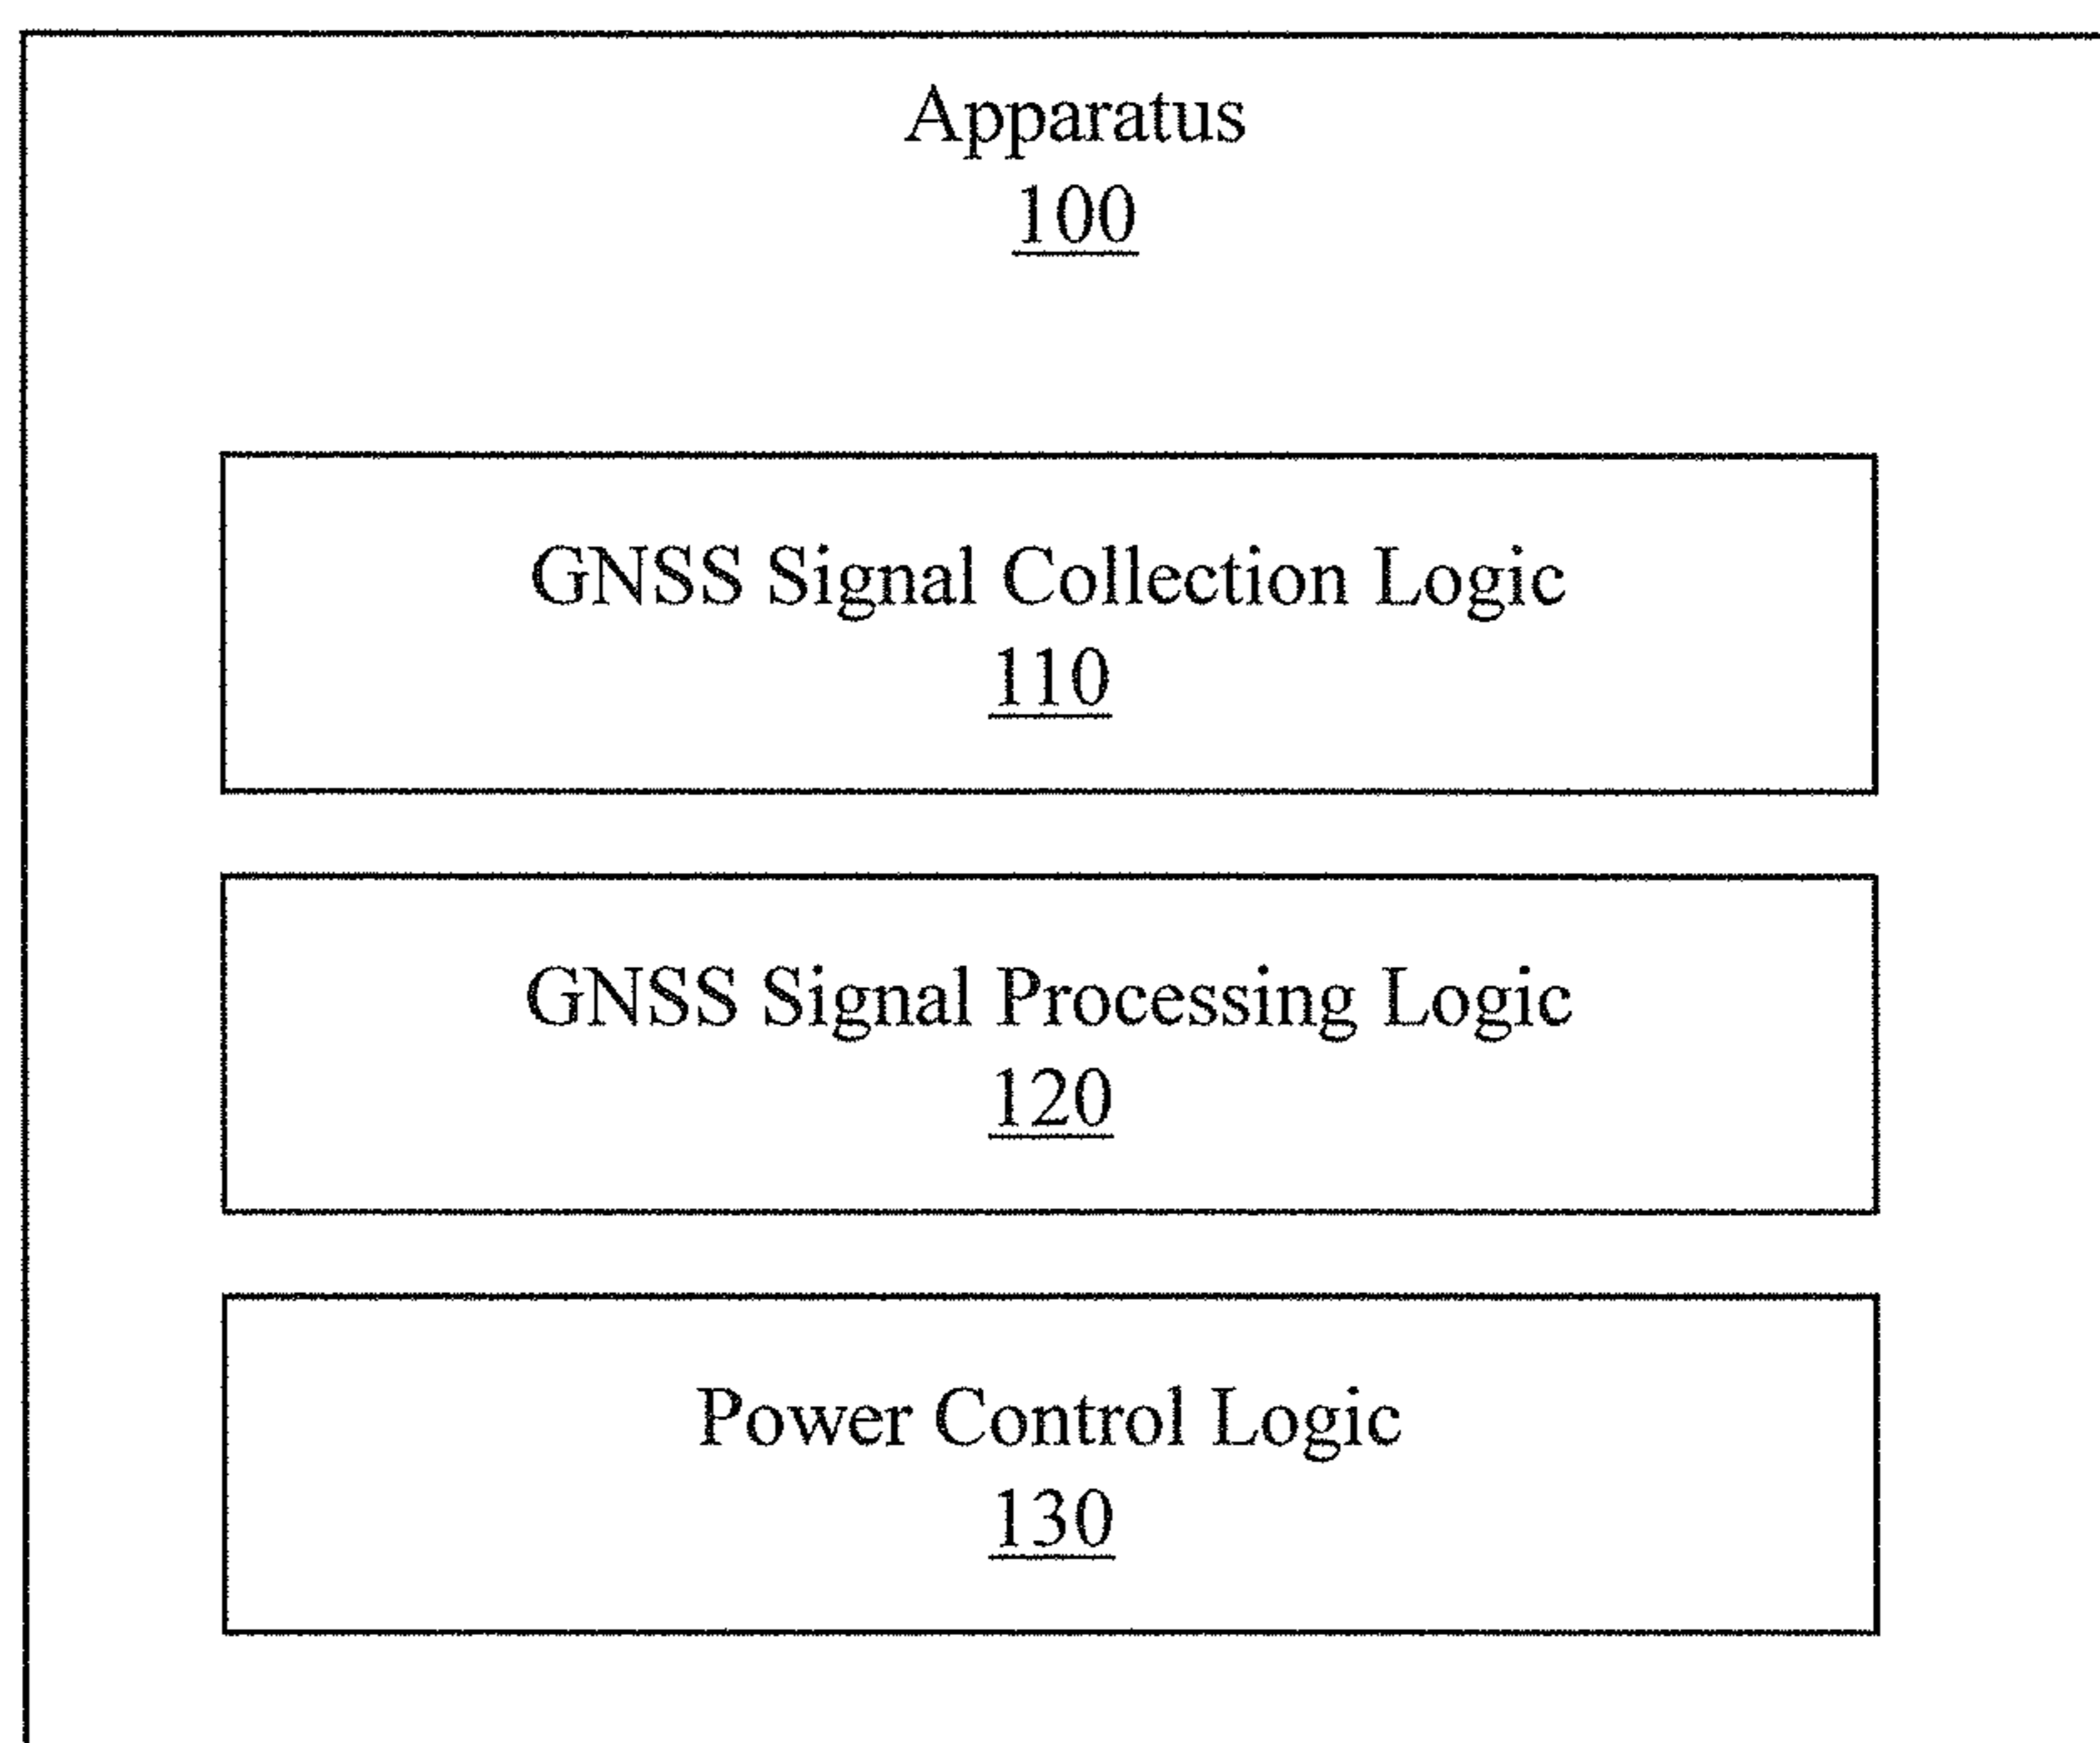 Apparatus
100
GNSS Signal Collection Logic
110
GNSS Signal Processing Logic
120
Power Control Logic
130